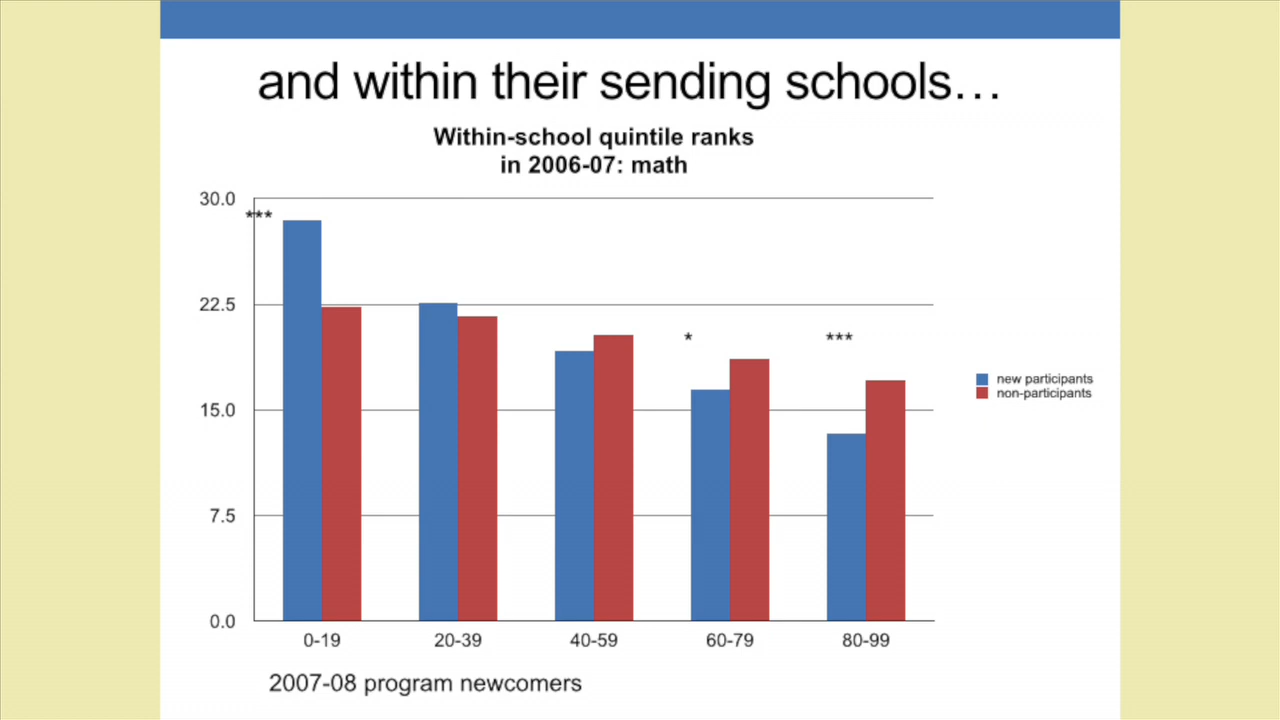 and within their sending schools…
Within-school quintile ranks
in 2006-07: math
30.0
***
22.5
*
***
new participants
non-participants
15.0
7.5
0.0
0-19
20-39
40-59
60-79
80-99
2007-08 program newcomers